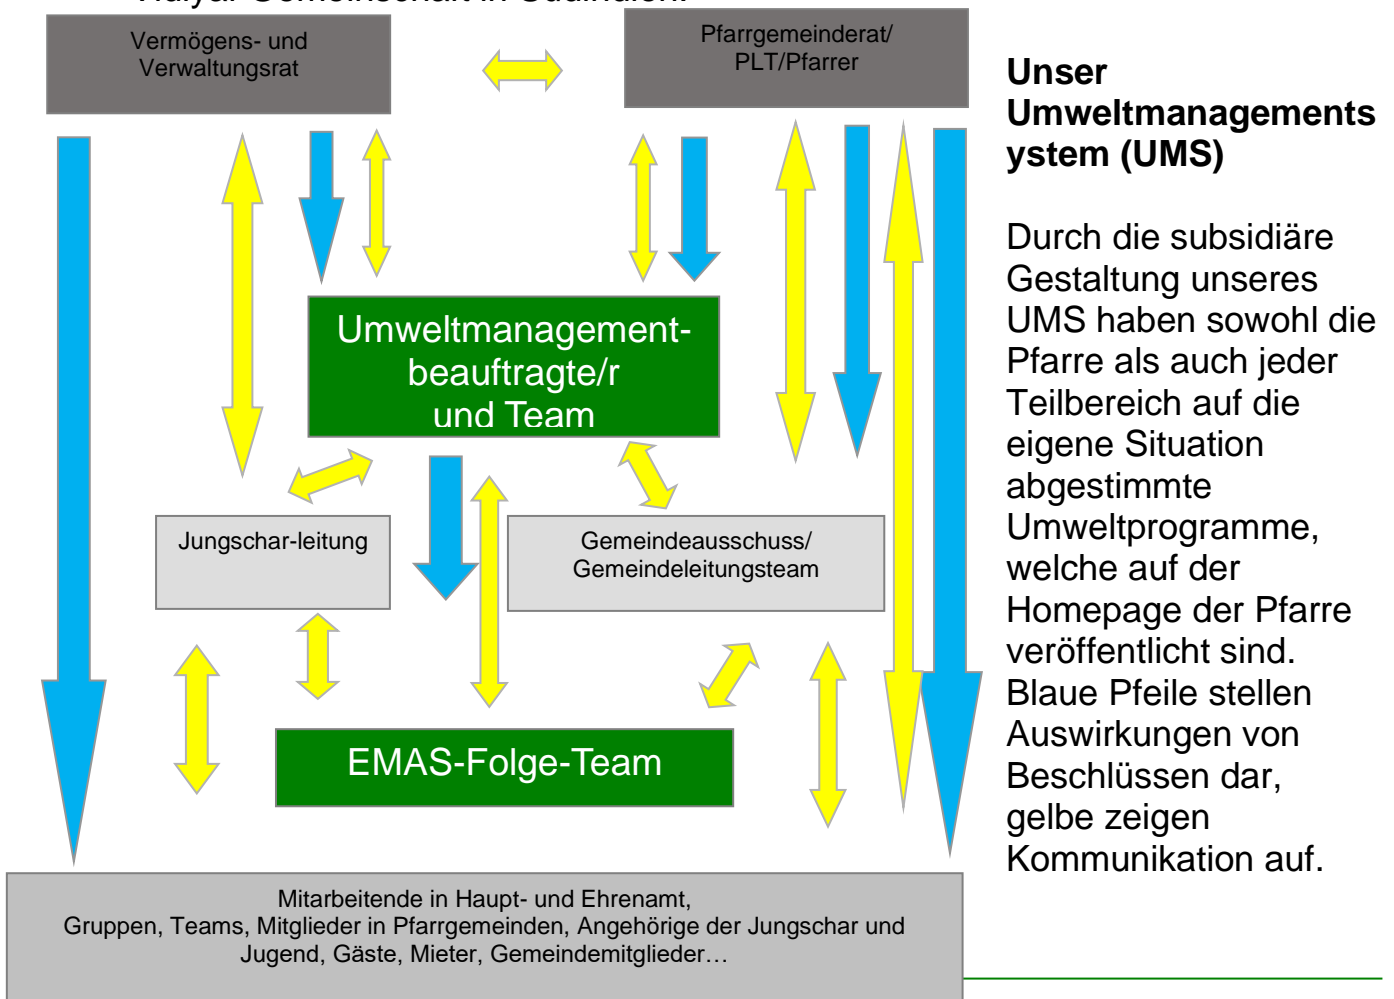 Vermögens- und
Verwaltungsrat
Pfarrgemeinderat/
PLT/Pfarrer
Umweltmanagement-
beauftragte/r
und Team
Jungschar-leitung
Gemeindeausschuss/
Gemeindeleitungsteam
EMAS-Folge-Team
Mitarbeitende in Haupt- und Ehrenamt,
Gruppen, Teams, Mitglieder in Pfarrgemeinden, Angehörige der Jungschar und
Jugend, Gäste, Mieter, Gemeindemitglieder…
Unser
Umweltmanagements
ystem (UMS)
Durch die subsidiäre
Gestaltung unseres
UMS haben sowohl die
Pfarre als auch jeder
Teilbereich auf die
eigene Situation
abgestimmte
Umweltprogramme,
welche auf der
Homepage der Pfarre
veröffentlicht sind.
Blaue Pfeile stellen
Auswirkungen von
Beschlüssen dar,
gelbe zeigen
Kommunikation auf.